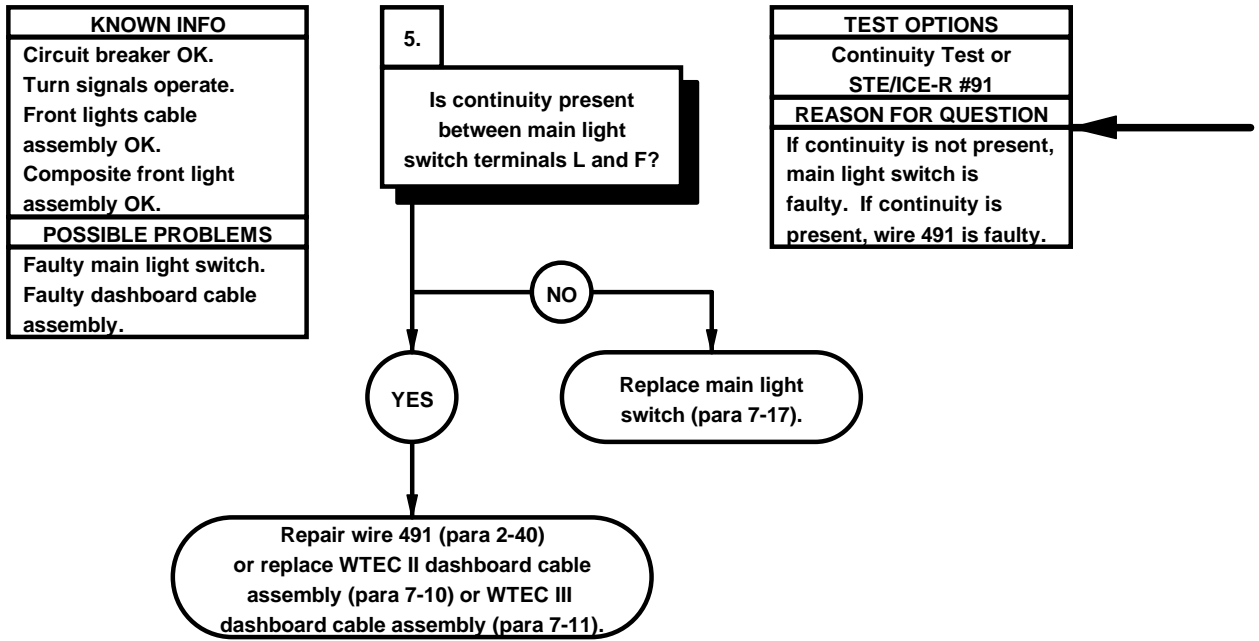 KNOWN INFO
Circuit breaker OK.
Turn signals operate.
Front lights cable
assembly OK.
Composite front light
assembly OK.
POSSIBLE PROBLEMS
Faulty main light switch.
Faulty dashboard cable
assembly.
5.
Is continuity present
between main light
switch terminals L and F?
TEST OPTIONS
Continuity Test or
STE/ICE-R #91
REASON FOR QUESTION
If continuity is not present,
main light switch is
faulty. If continuity is
present, wire 491 is faulty.
NO
YES
Replace main light
switch (para 7-17).
Repair wire 491 (para 2-40)
or replace WTEC II dashboard cable
assembly (para 7-10) or WTEC III
dashboard cable assembly (para 7-11).